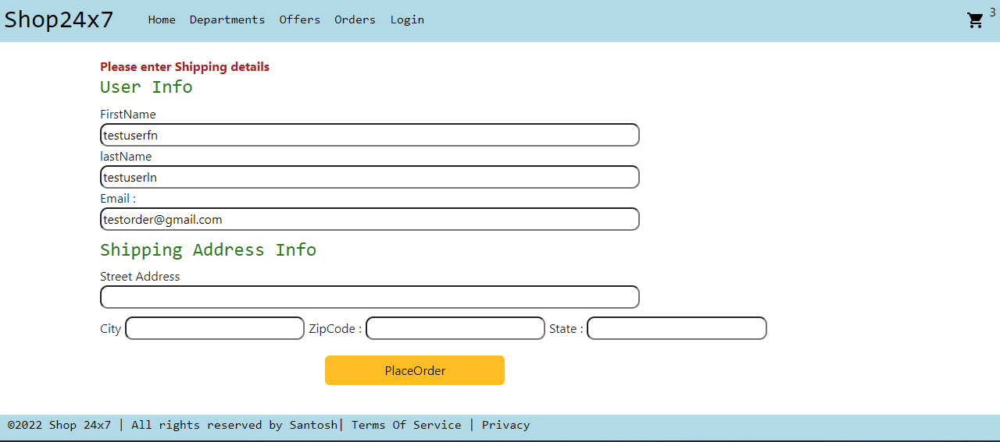 Shop24x7 Home Departments Offers Orders Login 3
Please enter Shipping details
User Info
FirstName
testuserfn
lastName
testuserln
Email :
testorder@gmail.com
Shipping Address Info
Street Address
City ZipCode : State :
PlaceOrder
©2022 Shop 24x7 | All rights reserved by Santosh| Terms Of Service | Privacy